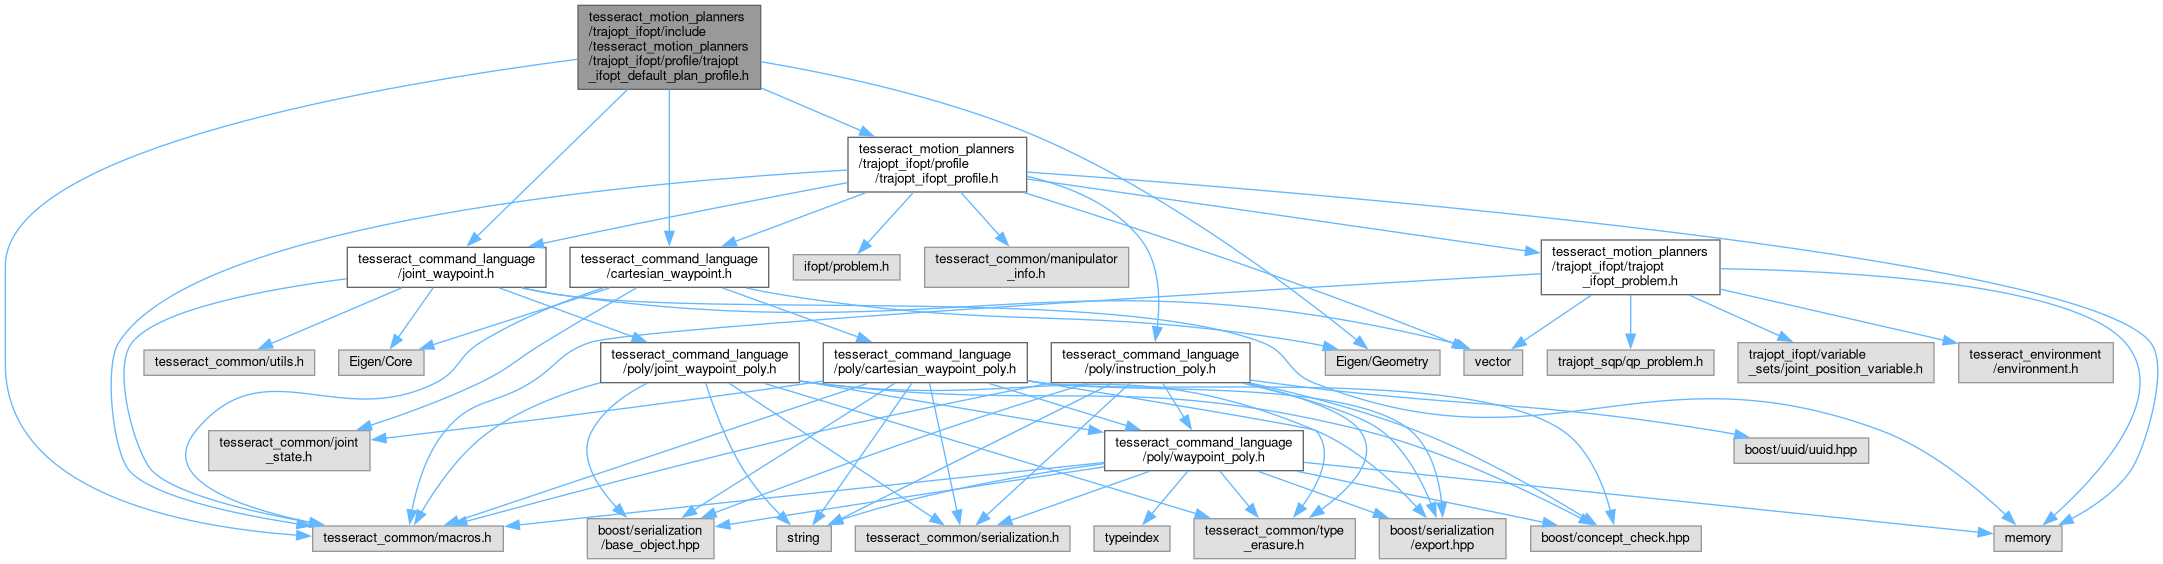 tesseract_motion_planners
/trajopt_ifopt/include
/tesseract_motion_planners
/trajopt_ifopt/profile/trajopt
_ifopt_default_plan_profile.h
tesseract_motion_planners
/trajopt_ifopt/profile
/trajopt_ifopt_profile.h
tesseract_command_language
/joint_waypoint.h
tesseract_command_language
/cartesian_waypoint.h
ifopt/problem.h
tesseract_common/manipulator
_info.h
tesseract_motion_planners
/trajopt_ifopt/trajopt
_ifopt_problem.h
tesseract_common/utils.h
Eigen/Core
tesseract_command_language
/poly/joint_waypoint_poly.h
tesseract_command_language
/poly/cartesian_waypoint_poly.h
tesseract_command_language
/poly/instruction_poly.h
Eigen/Geometry
vector
trajopt_sqp/qp_problem.h
trajopt_ifopt/variable
_sets/joint_position_variable.h
tesseract_environment
/environment.h
tesseract_common/joint
_state.h
tesseract_command_language
/poly/waypoint_poly.h
boost/uuid/uuid.hpp
tesseract_common/macros.h
boost/serialization
/base_object.hpp
string
tesseract_common/serialization.h
typeindex
tesseract_common/type
_erasure.h
boost/serialization
/export.hpp
boost/concept_check.hpp
memory